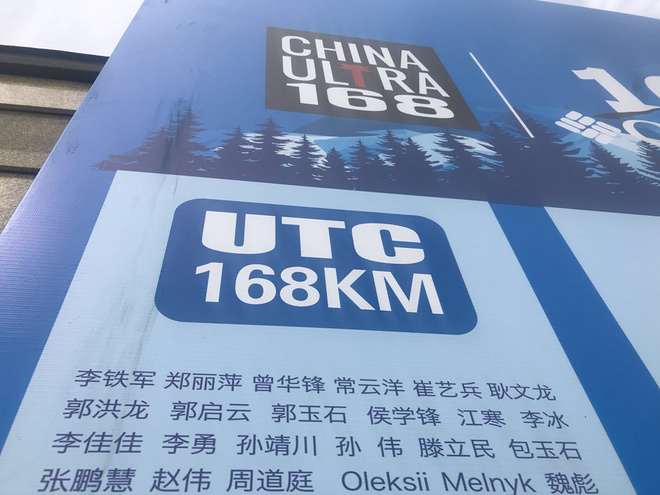 CHINA
ULTRA
168
UTC
168KM
李铁军 郑丽萍 曾华锋 常云洋 崔艺兵 耿文龙
郭洪龙 郭启云 郭玉石 侯学锋 江寒 李冰
李佳佳 李勇 孙靖川 孙 伟 滕立民 包玉石
张鹏慧 赵伟 周道庭 Oleksii Melnyk 魏彪